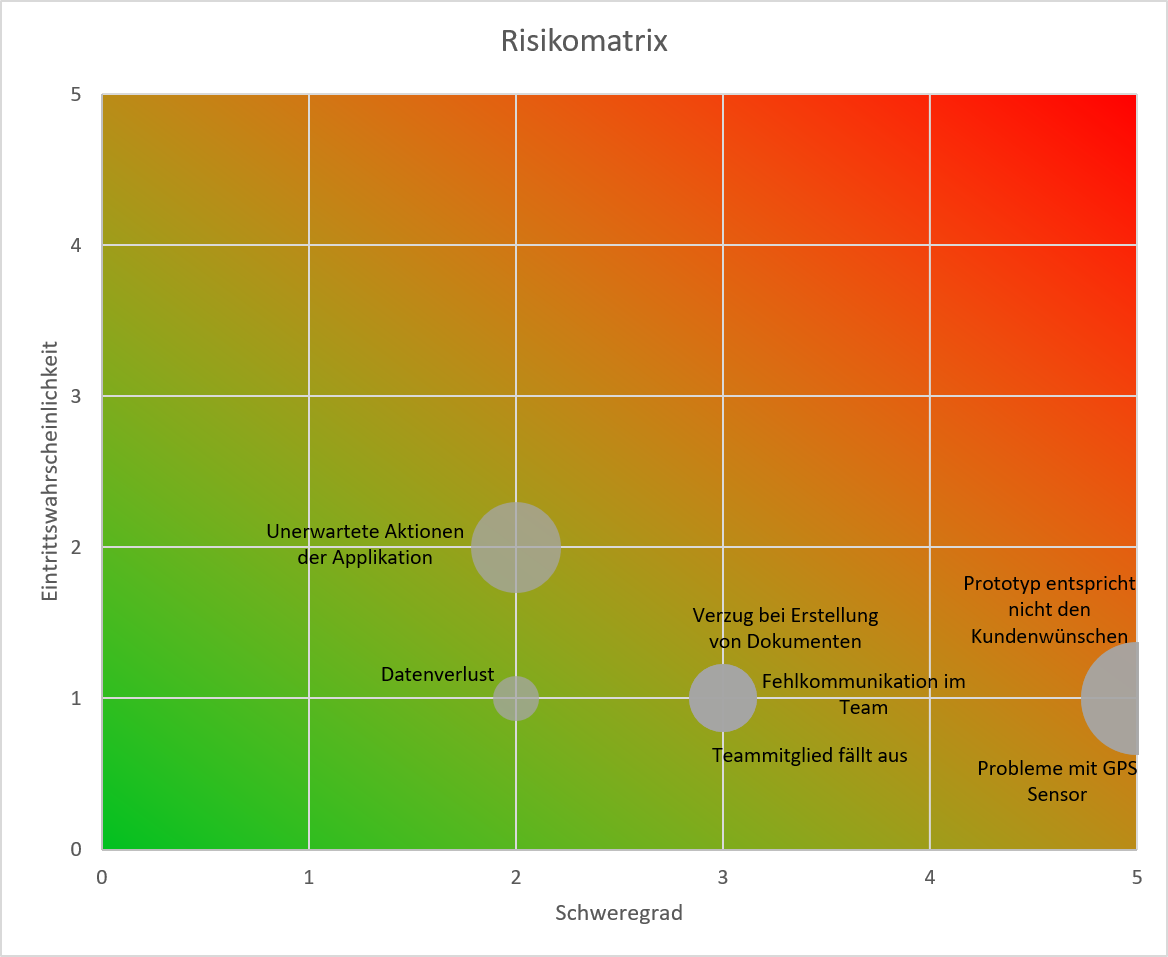 Risikomatrix
5
4
3
2
1
0
Eintrittswahrscheinlichkeit
Unerwartete Aktionen
der Applikation
Prototyp entspricht
nicht den
Kundenwünschen
Verzug bei Erstellung
von Dokumenten
Datenverlust
Fehlkommunikation im
Team
Teammitglied fällt aus
Probleme mit GPS
Sensor
0 1 2 3 4 5
Schweregrad